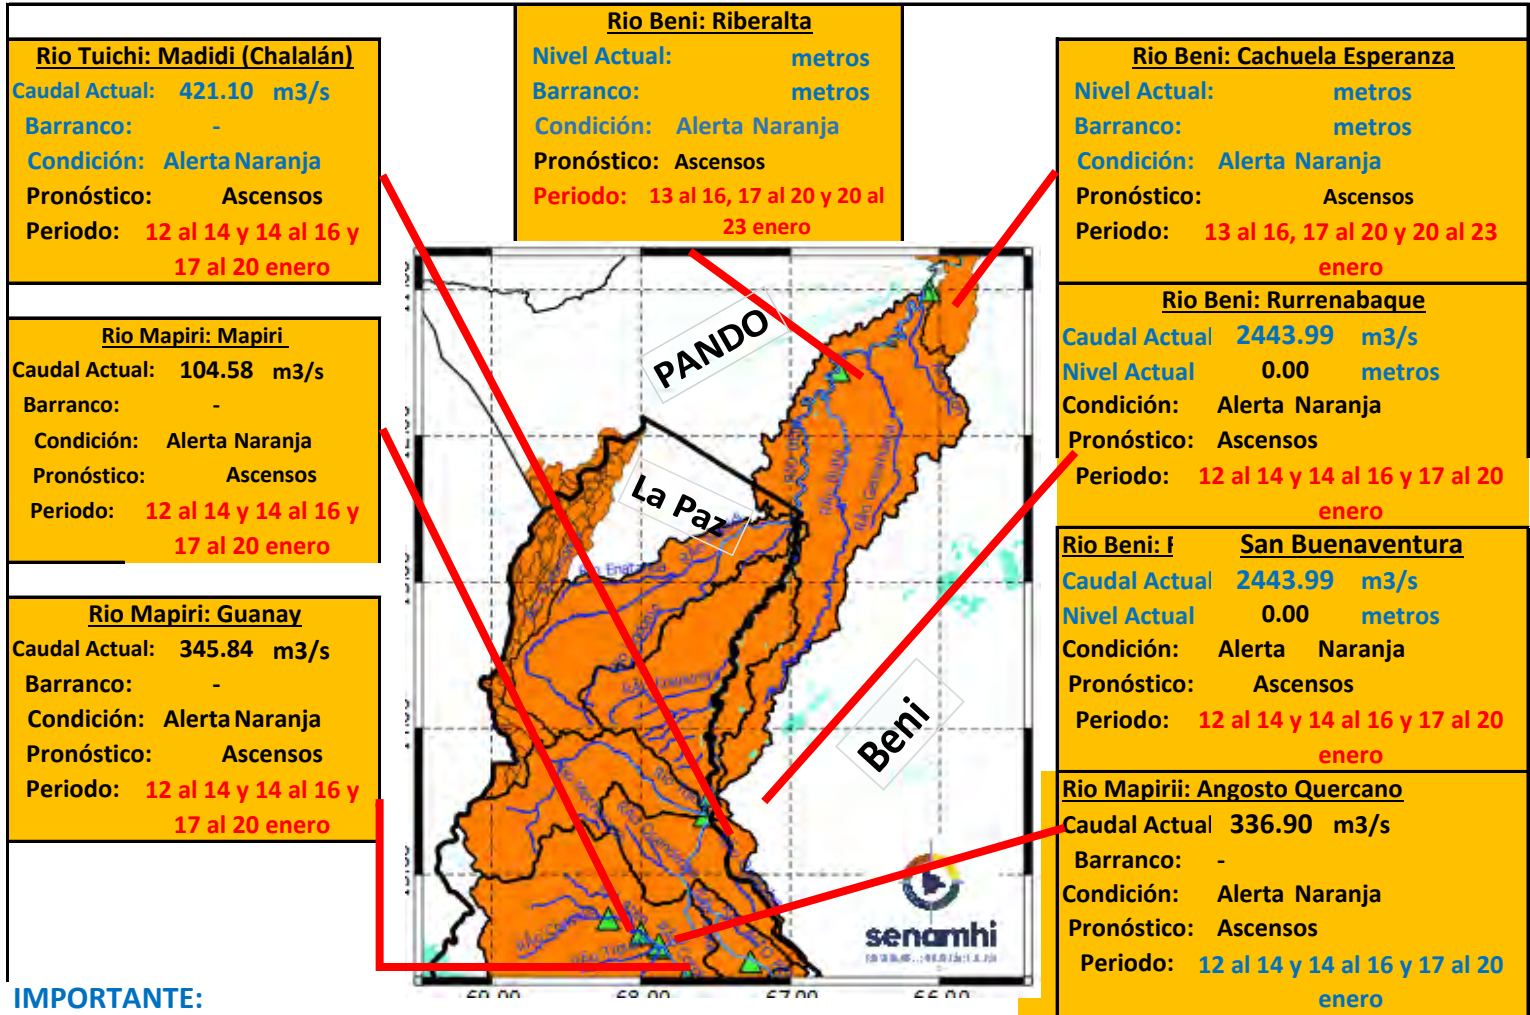 Rio Tuichi: Madidi (Chalalán)
Caudal Actual: 421.10 m3/s
Barranco: -
Condición: Alerta Naranja
Pronóstico: Ascensos
Periodo: 12 al 14 y 14 al 16 y
17 al 20 enero
Rio Mapiri: Mapiri
Caudal Actual: 104.58 m3/s
Barranco: -
Condición: Alerta Naranja
Pronóstico: Ascensos
Periodo: 12 al 14 y 14 al 16 y
17 al 20 enero
Rio Mapiri: Guanay
Caudal Actual: 345.84 m3/s
Barranco: -
Condición: Alerta Naranja
Pronóstico: Ascensos
Periodo: 12 al 14 y 14 al 16 y
17 al 20 enero
Rio Beni: Riberalta
Nivel Actual: metros
Barranco: metros
Condición: Alerta Naranja
Pronóstico: Ascensos
Periodo: 13 al 16, 17 al 20 y 20 al
23 enero
PANDO
La Paz
Beni
senamhi
Rio Beni: Cachuela Esperanza
Nivel Actual: metros
Barranco: metros
Condición: Alerta Naranja
Pronóstico: Ascensos
Periodo: 13 al 16, 17 al 20 y 20 al 23
enero
Rio Beni: Rurrenabaque
Caudal Actual 2443.99 m3/s
Nivel Actual 0.00 metros
Condición: Alerta Naranja
Pronóstico: Ascensos
Periodo: 12 al 14 y 14 al 16 y 17 al 20
enero
Rio Beni: San Buenaventura
Caudal Actual 2443.99 m3/s
Nivel Actual 0.00 metros
Condición: Alerta Naranja
Pronóstico: Ascensos
Periodo: 12 al 14 y 14 al 16 y 17 al 20
enero
Rio Mapirii: Angosto Quercano
Caudal Actual 336.90 m3/s
Barranco: -
Condición: Alerta Naranja
Pronóstico: Ascensos
Periodo: 12 al 14 y 14 al 16 y 17 al 20
enero
IMPORTANTE: